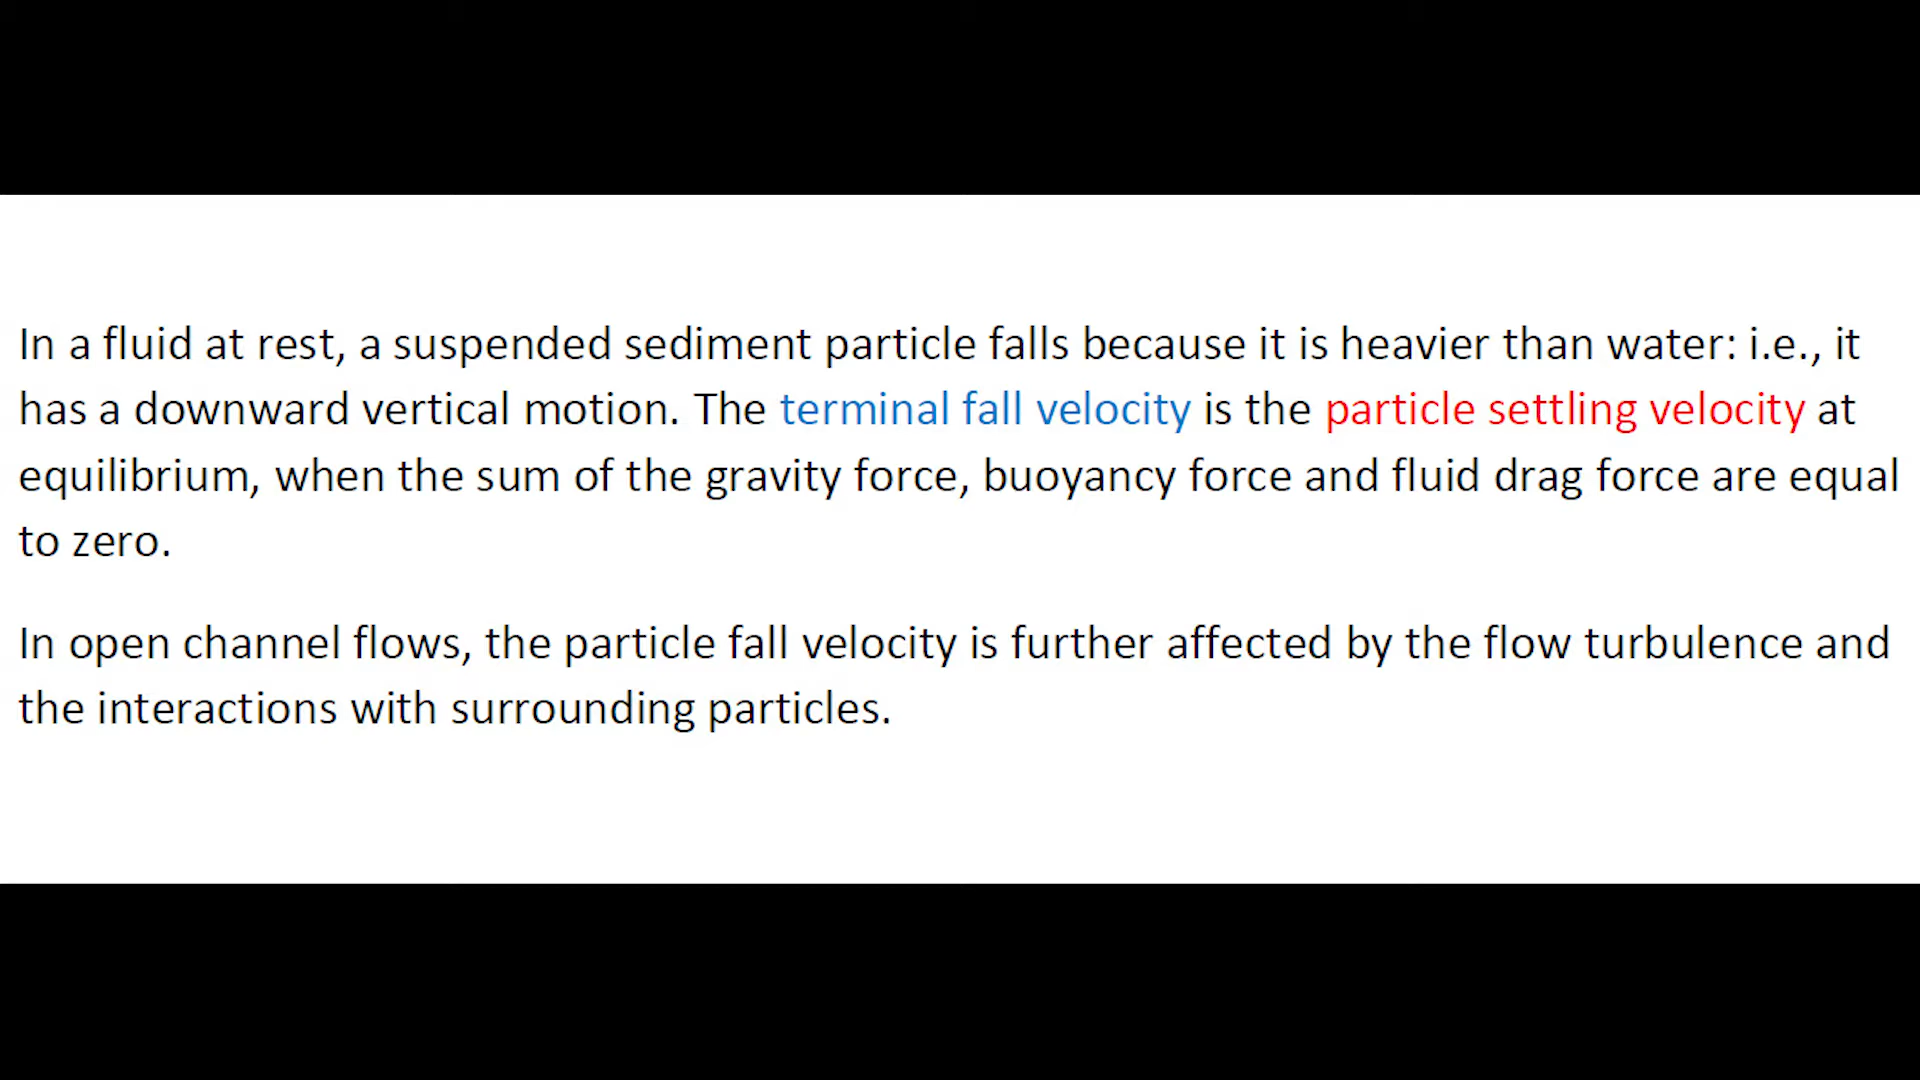 In a fluid at rest, a suspended sediment particle falls because it is heavier than water: i.e., it
has a downward vertical motion. The terminal fall velocity is the particle settling velocity at
equilibrium, when the sum of the gravity force, buoyancy force and fluid drag force are equal
to zero.
In open channel flows, the particle fall velocity is further affected by the flow turbulence and
the interactions with surrounding particles.